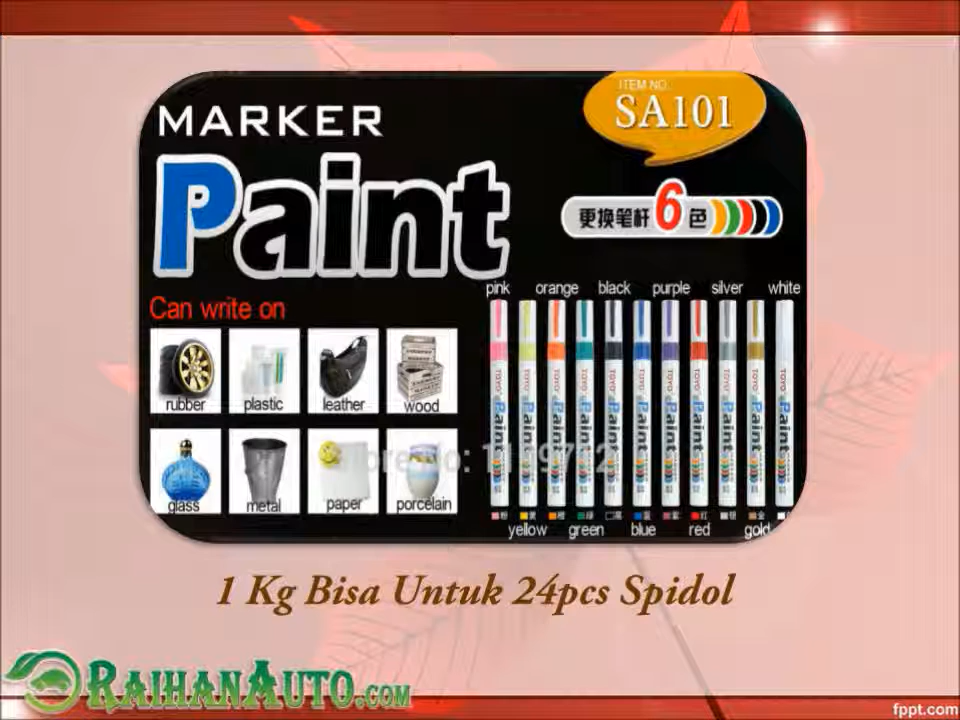 MARKER
Paint
ITEM NO.
SA101
更换笔杆6色
Can write on
rubber
plastic
leather
wood
glass
metal
paper
porcelain
pink
orange
black
purple
silver
white
TOYO
Paint
yellow
green
blue
red
gold
1 Kg Bisa Untuk 24pcs Spidol
RAIHANAUTO.COM
fppt.com